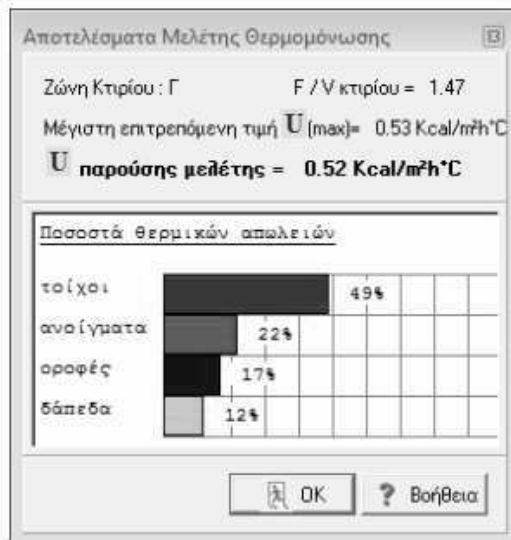 Αποτελέσματα Μελέτης Θερμομόνωσης
Ζώνη Κτιρίου : Γ F / V κτιρίου = 1.47
Μέγιστη επιτρεπόμενη τιμή U (max)= 0.53 Kcal/m²h°C
U παρούσης μελέτης = 0.52 Kcal/m²h°C
Ποσοστά θερμικών απωλειών
τοίχοι 49%
ανοίγματα 22%
οροφές 17%
δάπεδα 12%
OK ? Βοήθεια